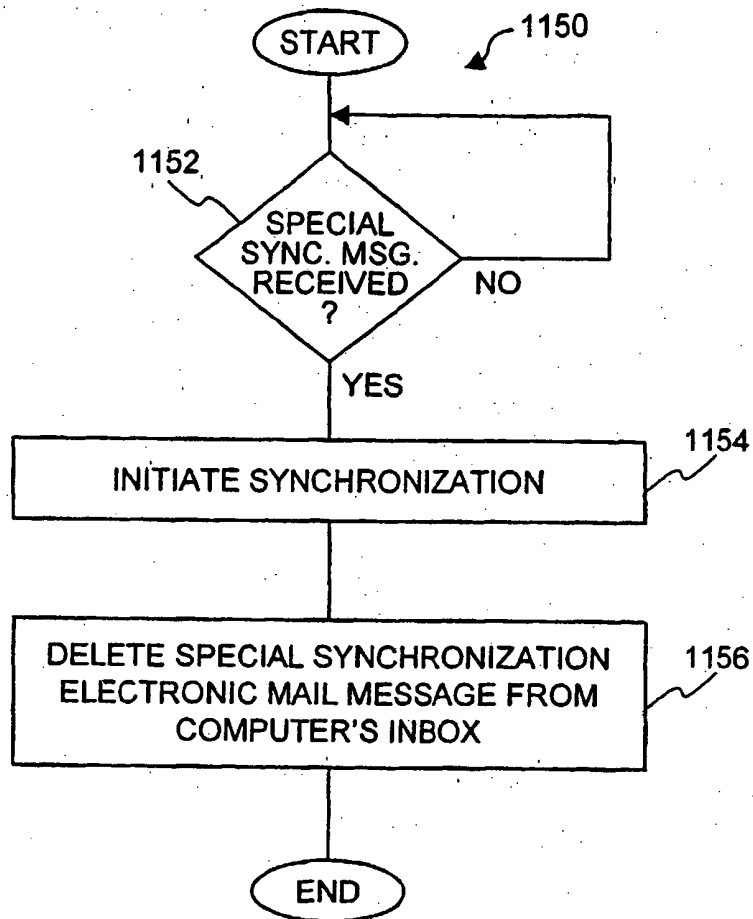 START
1150
1152
SPECIAL
SYNC. MSG.
RECEIVED
?
NO
YES
1154
INITIATE SYNCHRONIZATION
DELETE SPECIAL SYNCHRONIZATION
ELECTRONIC MAIL MESSAGE FROM
COMPUTER'S INBOX
1156
END